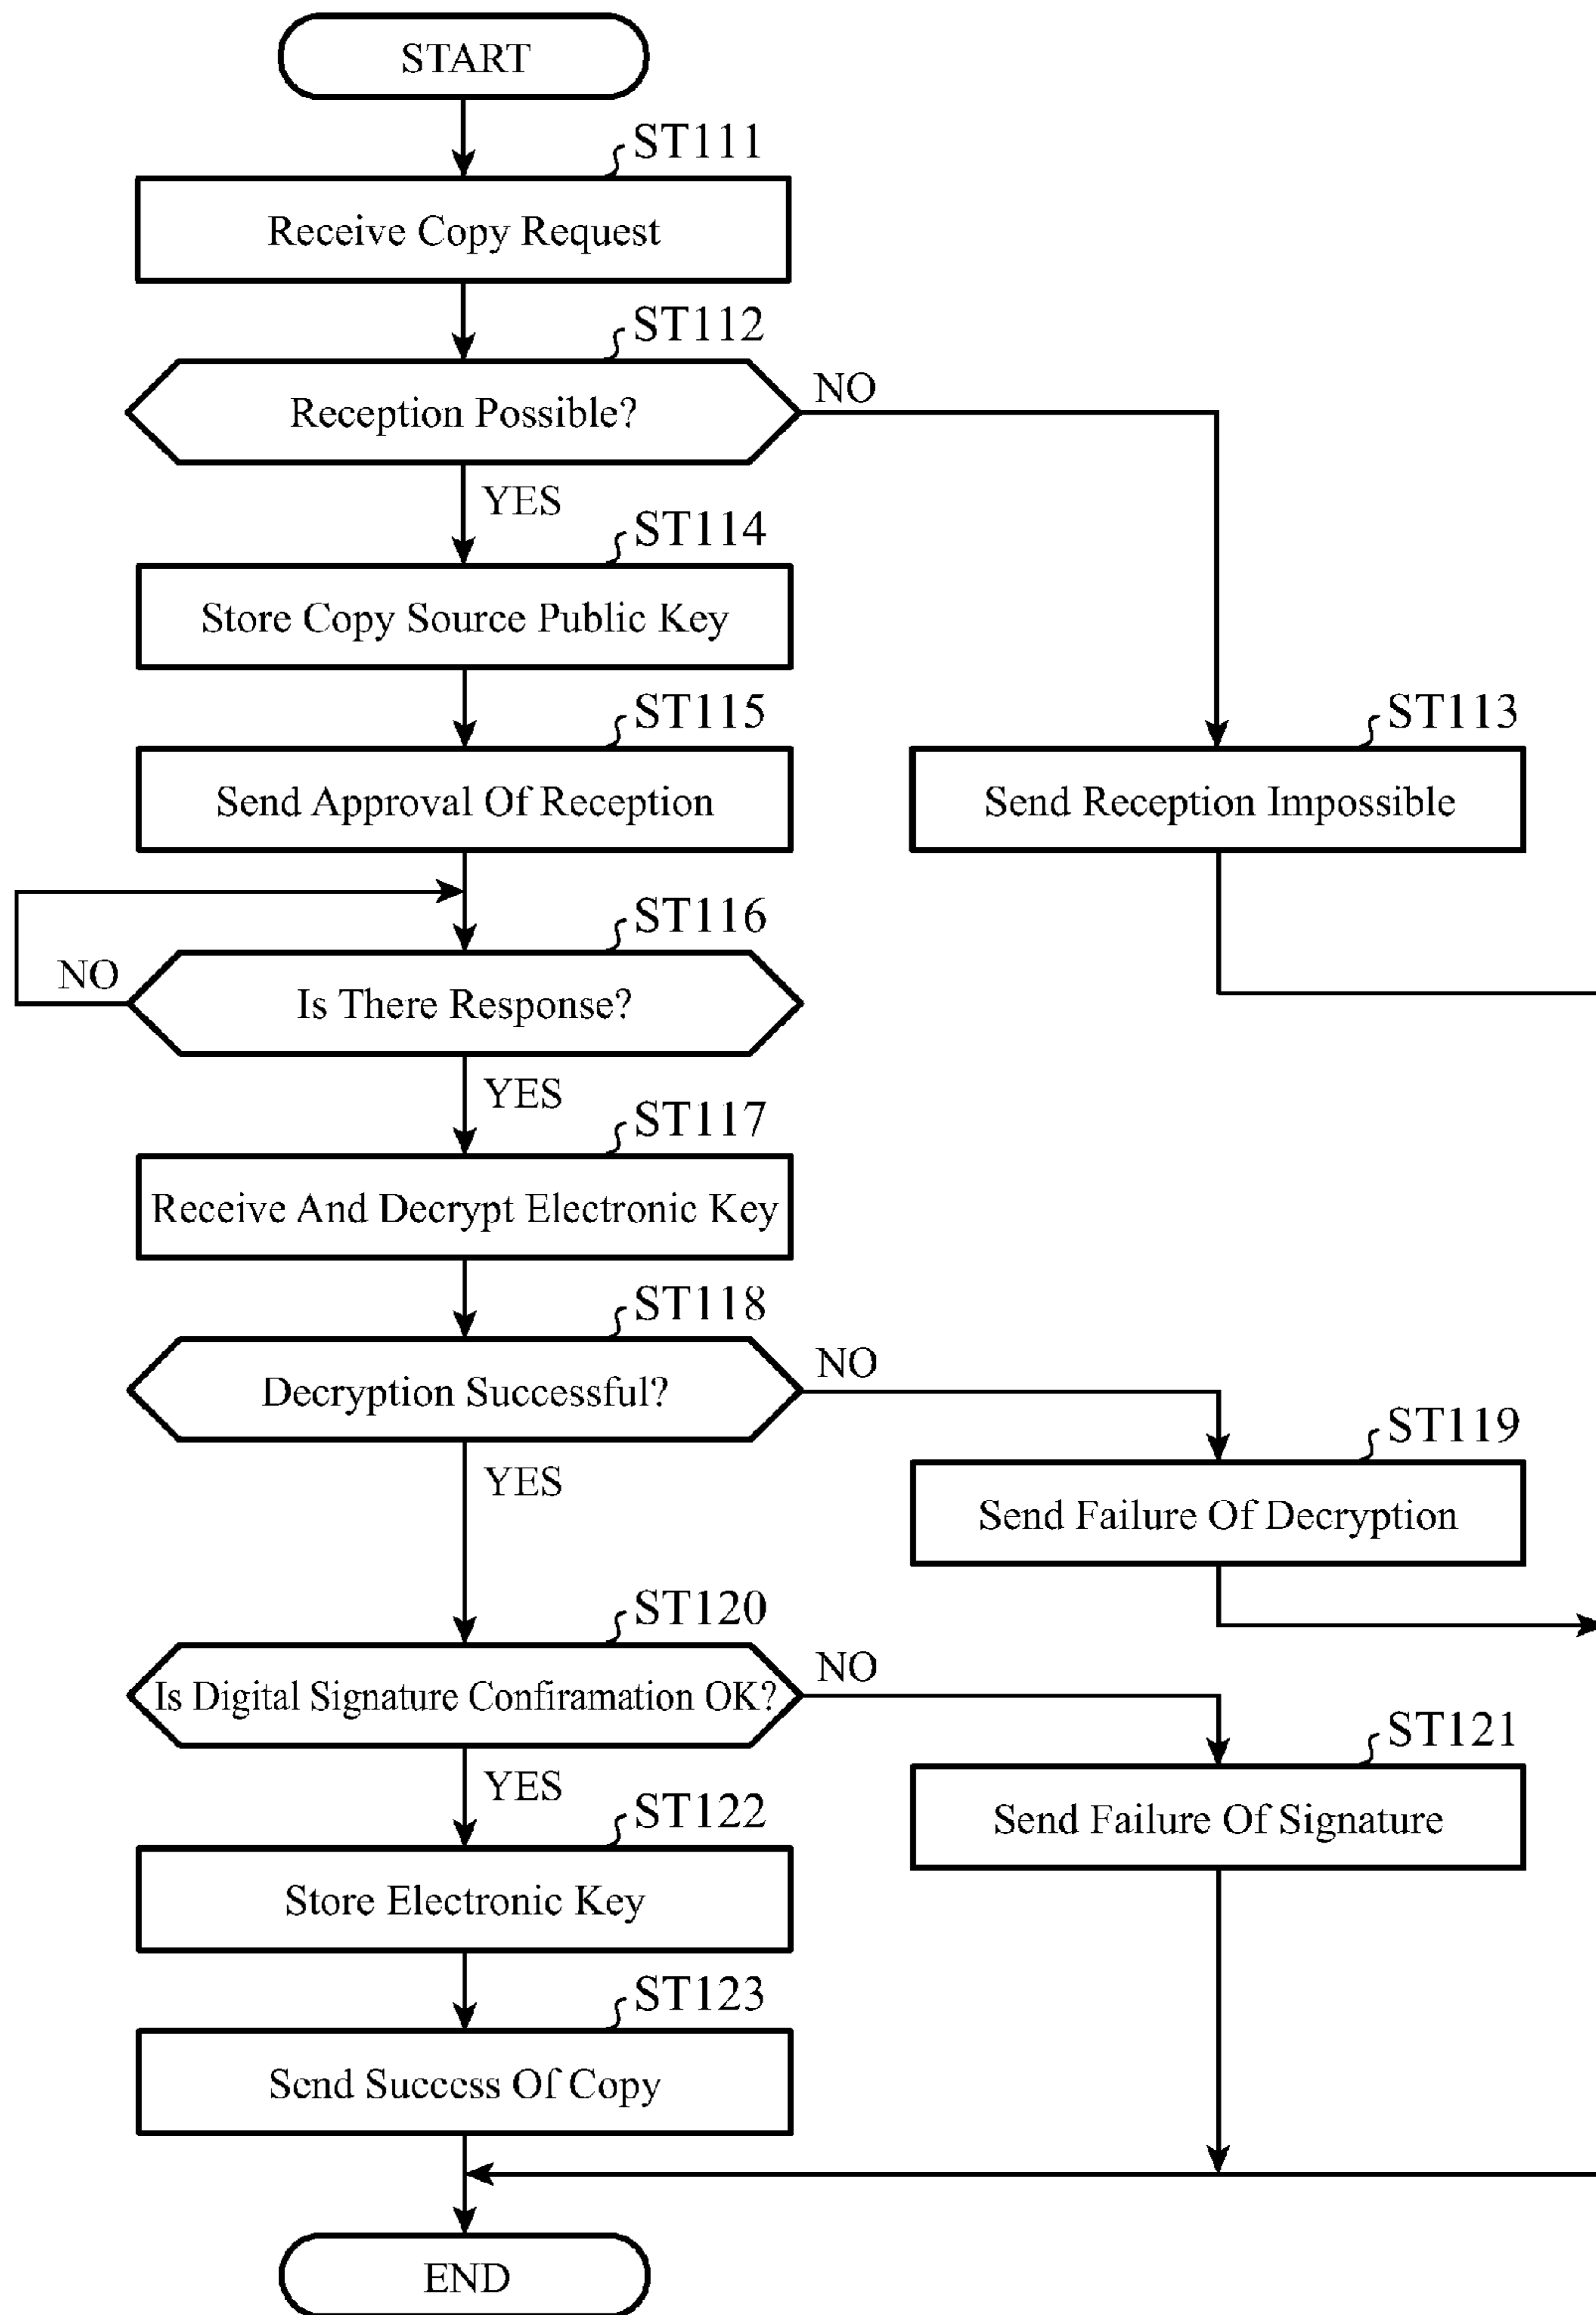 START
ST111
Receive Copy Request
ST112
Reception Possible?
NO
YES
ST114
Store Copy Source Public Key
ST115
Send Approval Of Reception
ST113
Send Reception Impossible
ST116
Is There Response?
NO
YES
ST117
Receive And Decrypt Electronic Key
ST118
Decryption Successful?
NO
YES
ST119
Send Failure Of Decryption
ST120
Is Digital Signature Confiramation OK?
NO
YES
ST121
Send Failure Of Signature
ST122
Store Electronic Key
ST123
Send Success Of Copy
END